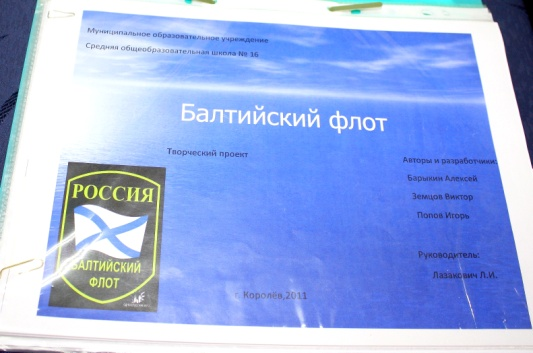 Муниципальное образовательное учреждение
Средняя общеобразовательная школа № 16
Балтийский флот
Творческий проект
Авторы и разработчики:
Барыкин Алексей
Земцов Виктор
Попов Игорь
РОССИЯ
БАЛТИЙСКИЙ
ФЛОТ
Руководитель:
Лазакович Л.И.
г. Королёв,2011